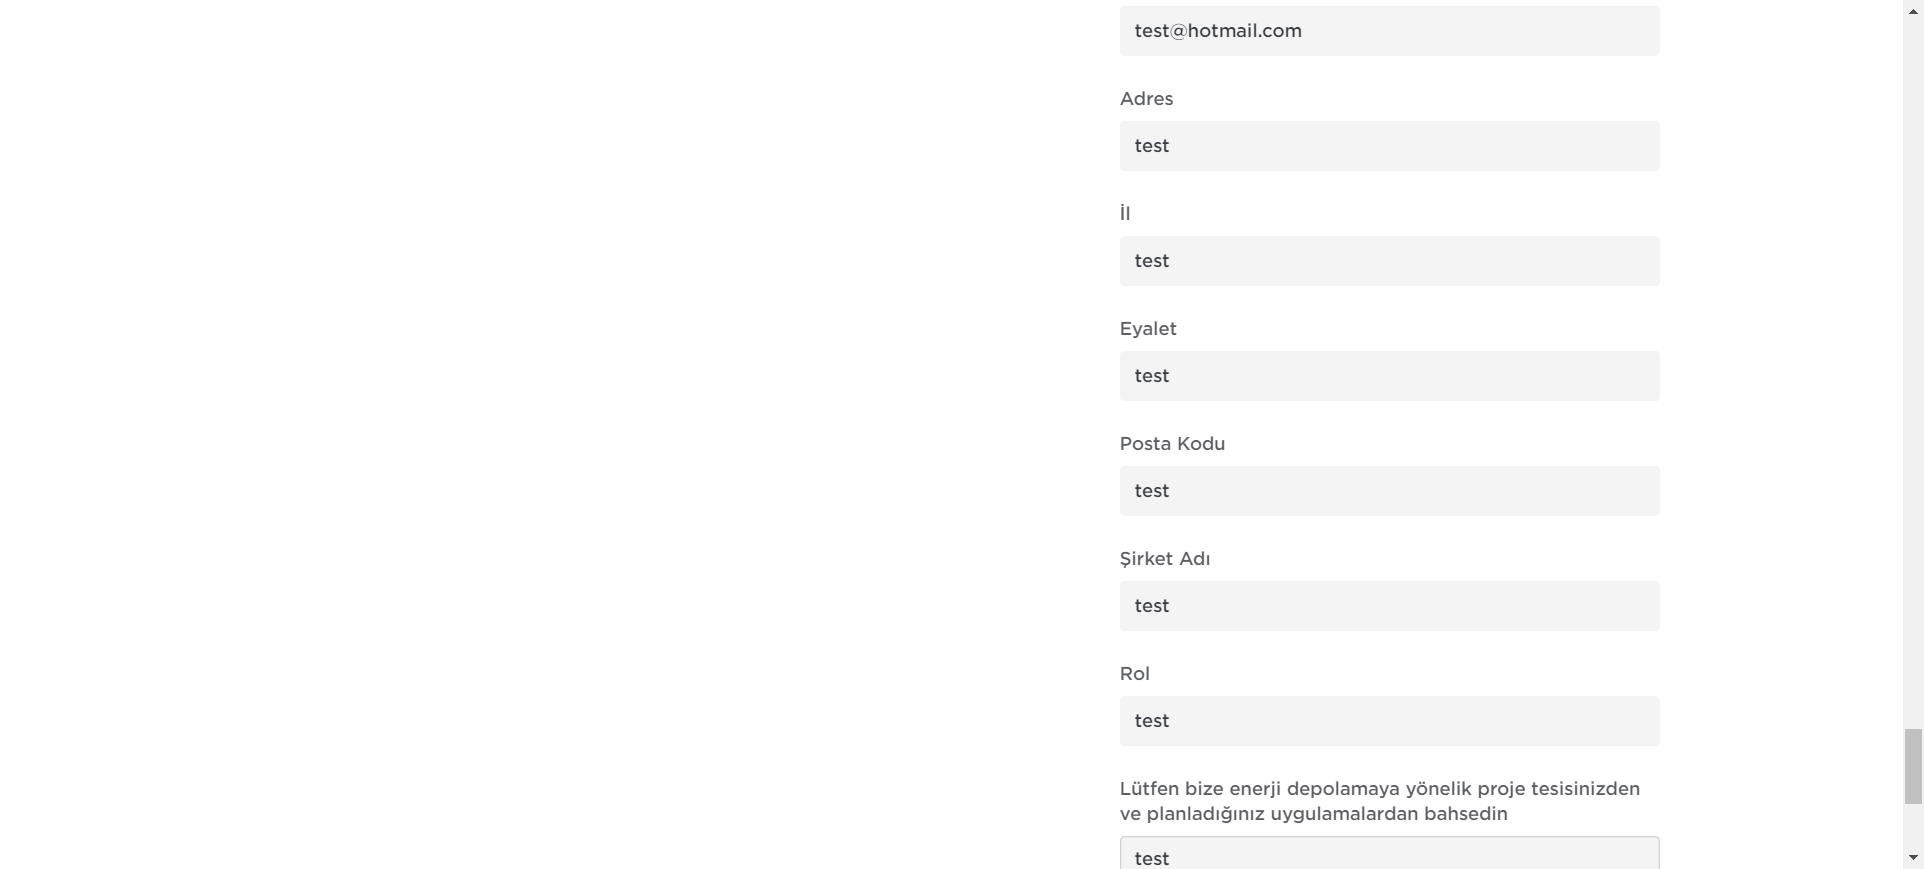 test@hotmail.com
Adres
test
İl
test
Eyalet
test
Posta Kodu
test
Şirket Adı
test
Rol
test
Lütfen bize enerji depolamaya yönelik proje tesisinizden
ve planladığınız uygulamalardan bahsedin
test